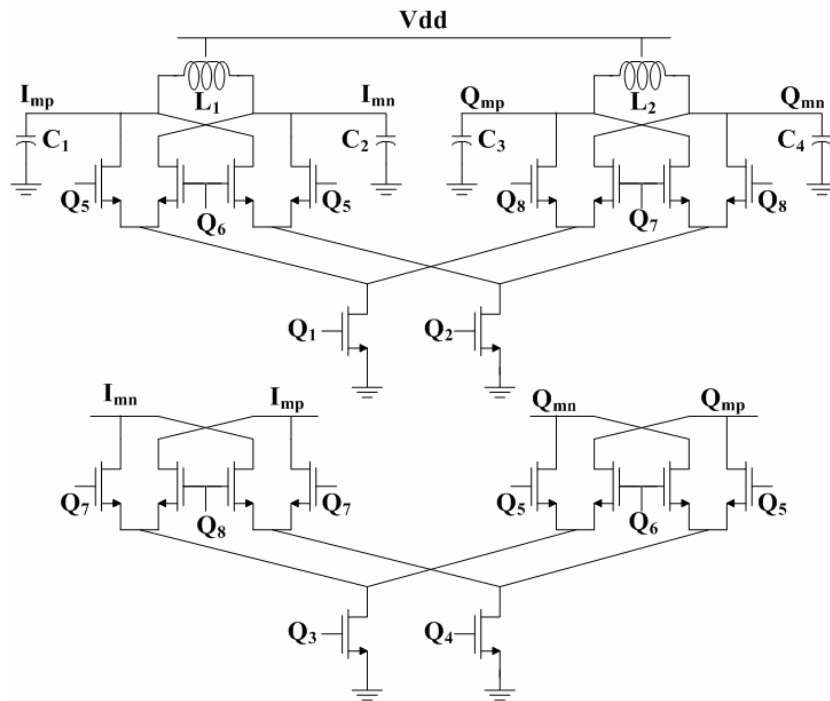 Vdd
I_mp L_1 I_mn Q_mp L_2 Q_mn
C_1 C_2 C_3 C_4
Q_5 Q_6 Q_5 Q_8 Q_7 Q_8
Q_1 Q_2
I_mn I_mp Q_mn Q_mp
Q_7 Q_8 Q_7 Q_5 Q_6 Q_5
Q_3 Q_4